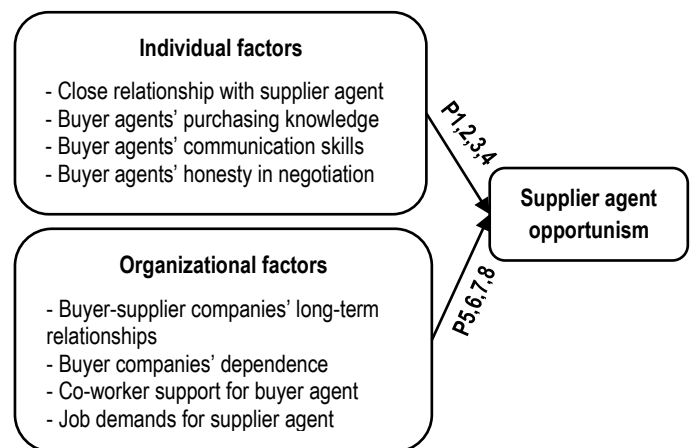 Individual factors
- Close relationship with supplier agent
- Buyer agents’ purchasing knowledge
- Buyer agents’ communication skills
- Buyer agents’ honesty in negotiation
P1,2,3,4
Supplier agent
opportunism
Organizational factors
- Buyer-supplier companies’ long-term
relationships
- Buyer companies’ dependence
- Co-worker support for buyer agent
- Job demands for supplier agent
P5,6,7,8